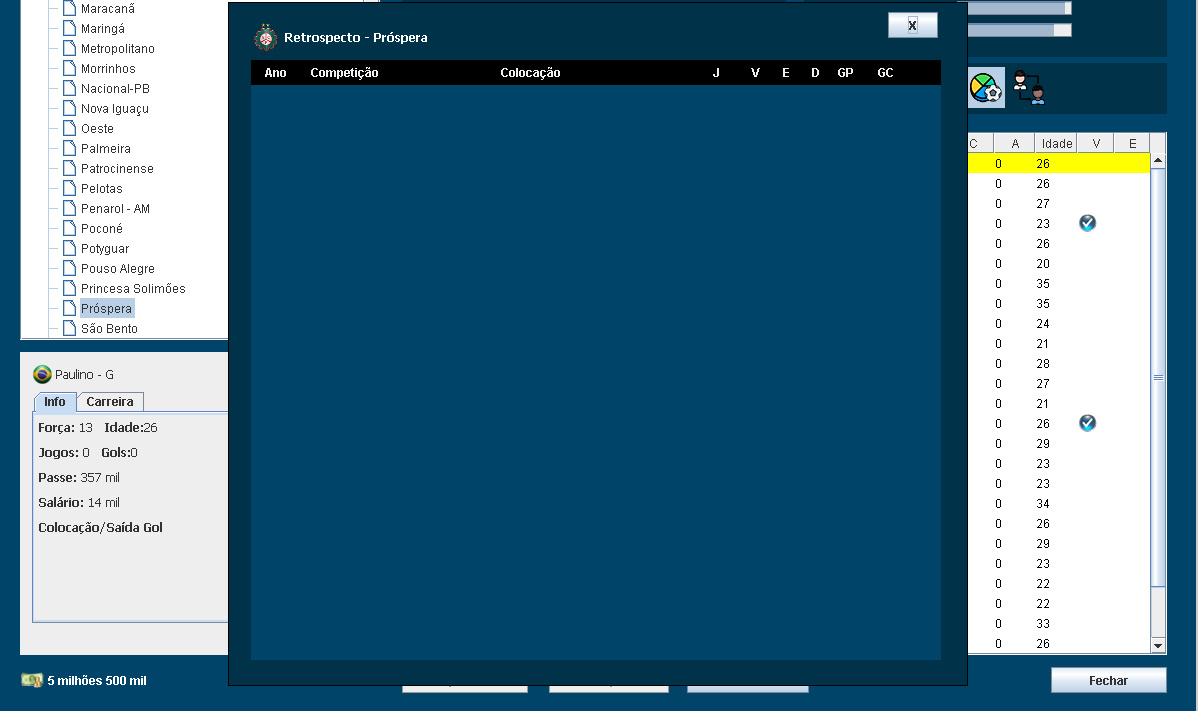 Maracanã
Maringá
Metropolitano
Morrinhos
Nacional-PB
Nova Iguaçu
Oeste
Palmeira
Patrocinense
Pelotas
Penarol - AM
Poconé
Potyguar
Pouso Alegre
Princesa Solimões
Próspera
São Bento
Paulino - G
Info Carreira
Força: 13 Idade:26
Jogos: 0 Gols:0
Passe: 357 mil
Salário: 14 mil
Colocação/Saída Gol
5 milhões 500 mil
Retrospecto - Próspera
X
Ano Competição Colocação J V E D GP GC
C A Idade V E
0 26
0 26
0 27
0 23
0 26
0 20
0 35
0 35
0 24
0 21
0 28
0 27
0 21
0 26
0 29
0 23
0 23
0 34
0 26
0 29
0 23
0 22
0 22
0 33
0 26
Fechar